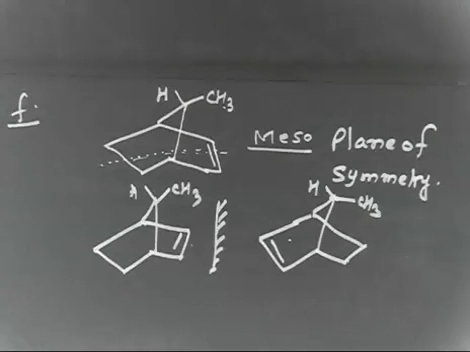 f.
H CH3
Meso Plane of
Symmetry.
H CH3
H CH3